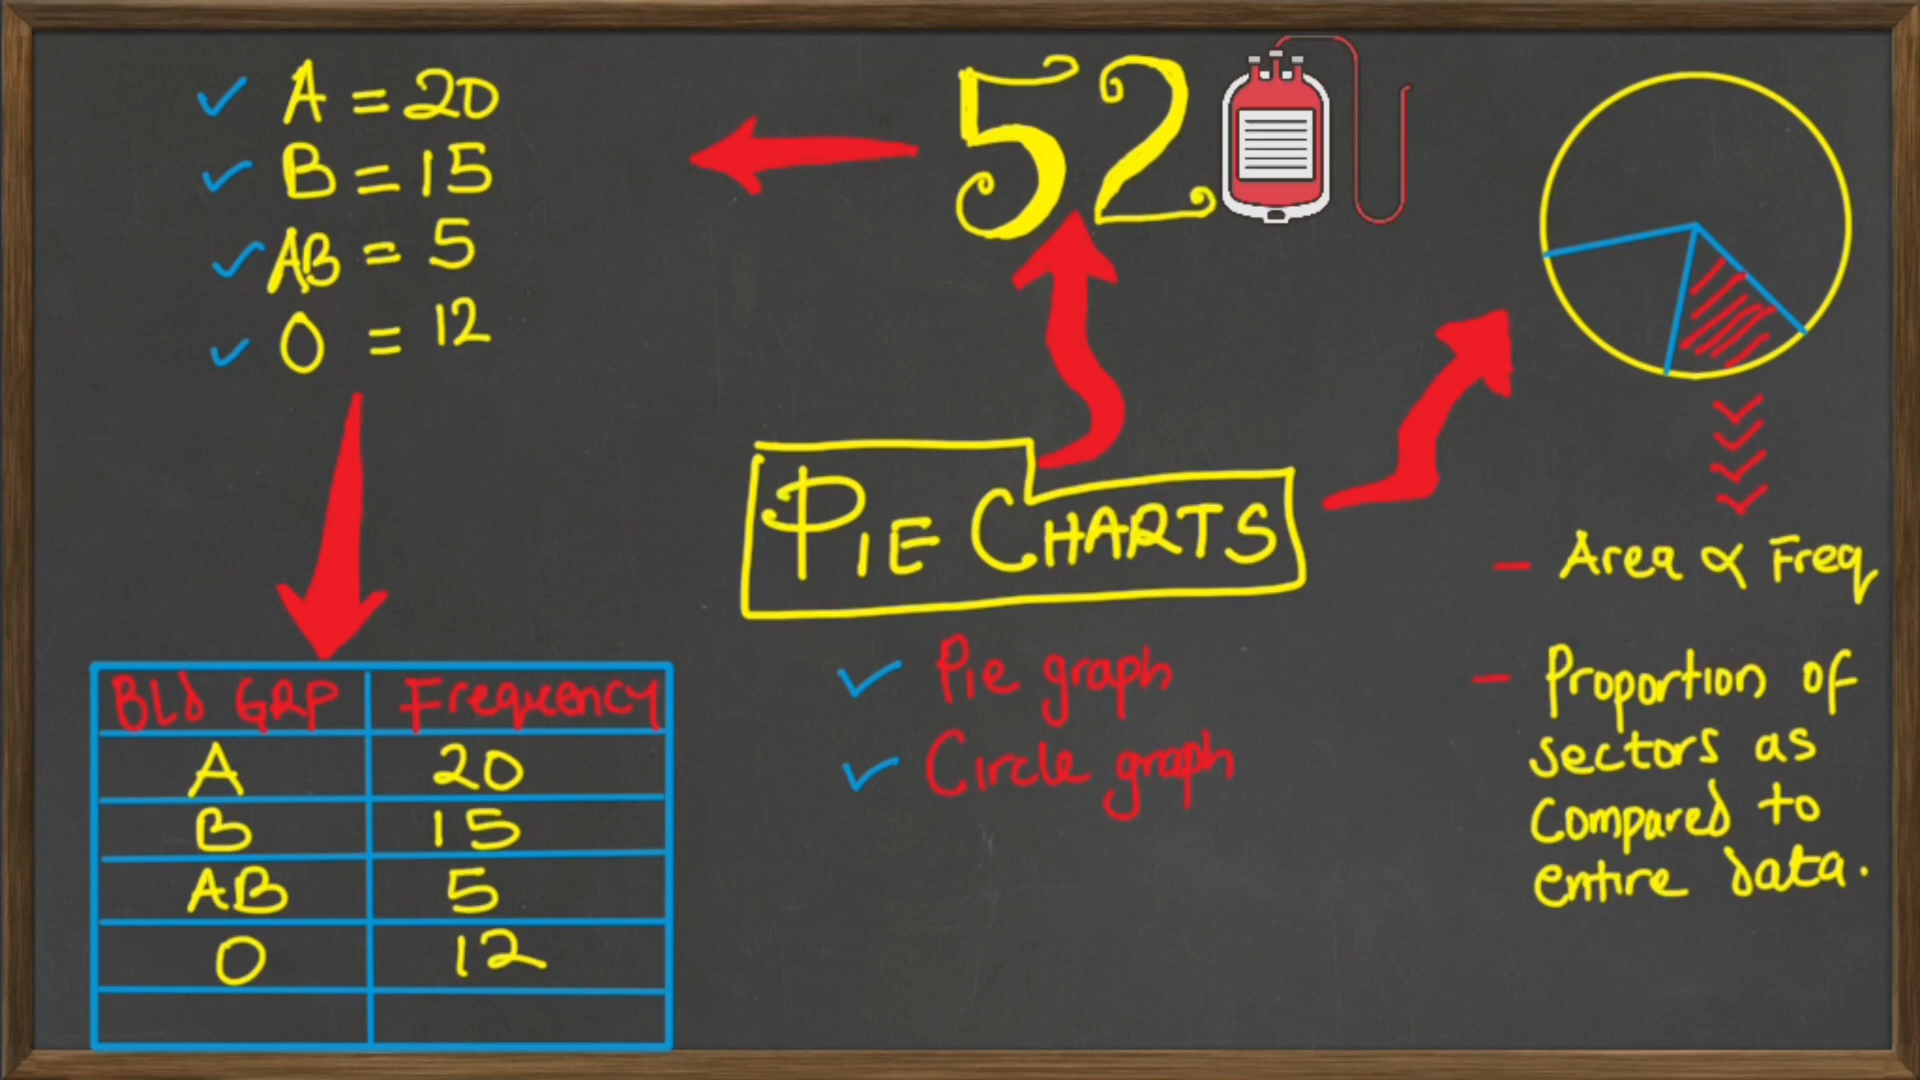 A = 20
B = 15
AB = 5
O = 12
52
PIE CHARTS
Pie graph
Circle graph
- Area ∝ Freq
- Proportion of
sectors as
compared to
entire data.
BLd GRP Frequency
A 20
B 15
AB 5
O 12